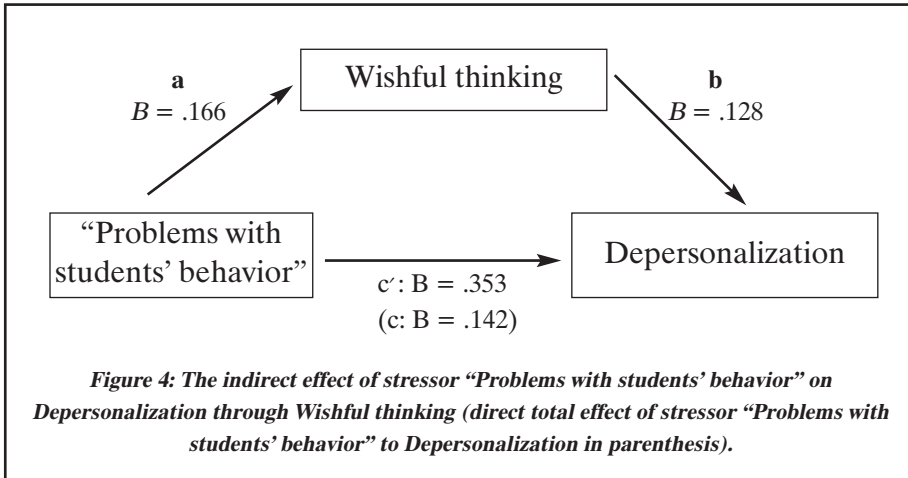 Wishful thinking
a
B = .166
b
B = .128
“Problems with
students’ behavior”
Depersonalization
c′: B = .353
(c: B = .142)
Figure 4: The indirect effect of stressor “Problems with students’ behavior” on
Depersonalization through Wishful thinking (direct total effect of stressor “Problems with
students’ behavior” to Depersonalization in parenthesis).